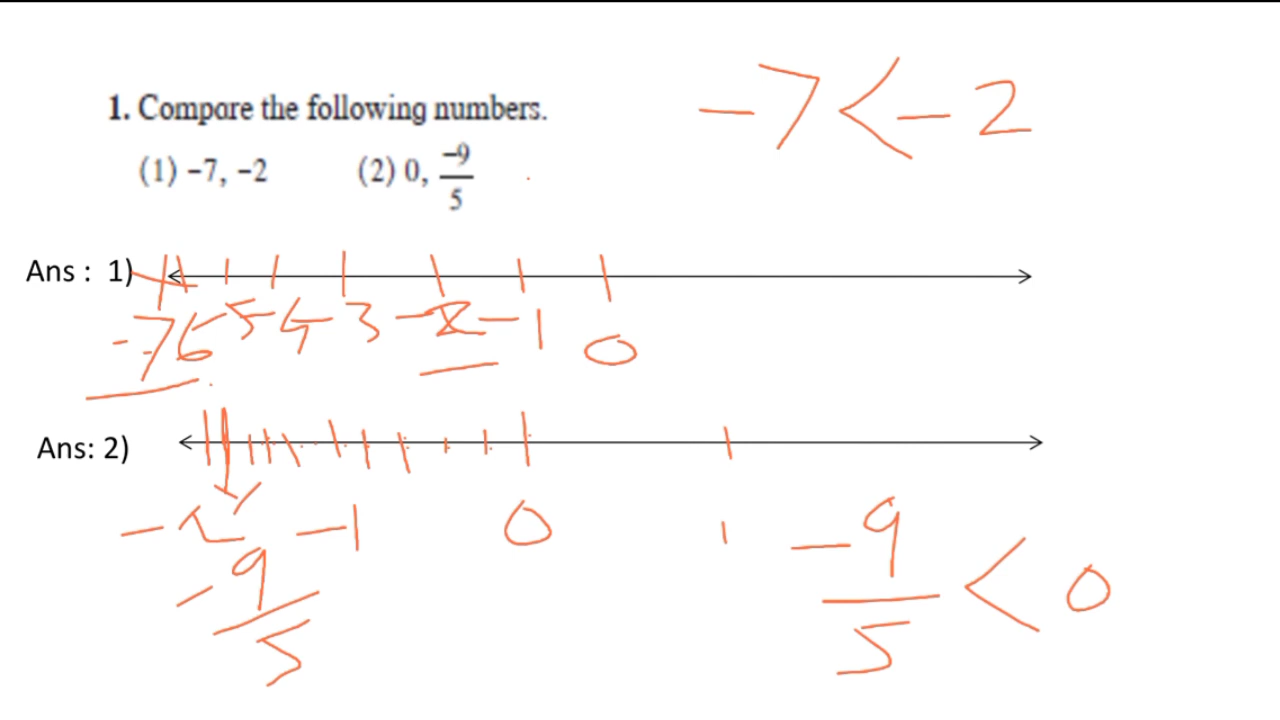 1. Compare the following numbers.
-7 < -2
(1) -7, -2 (2) 0, -9/5
Ans : 1)
-7 -6 -5 -4 -3 -2 -1 0
Ans: 2)
-2 -1 0 1
-9/5
-9/5 < 0